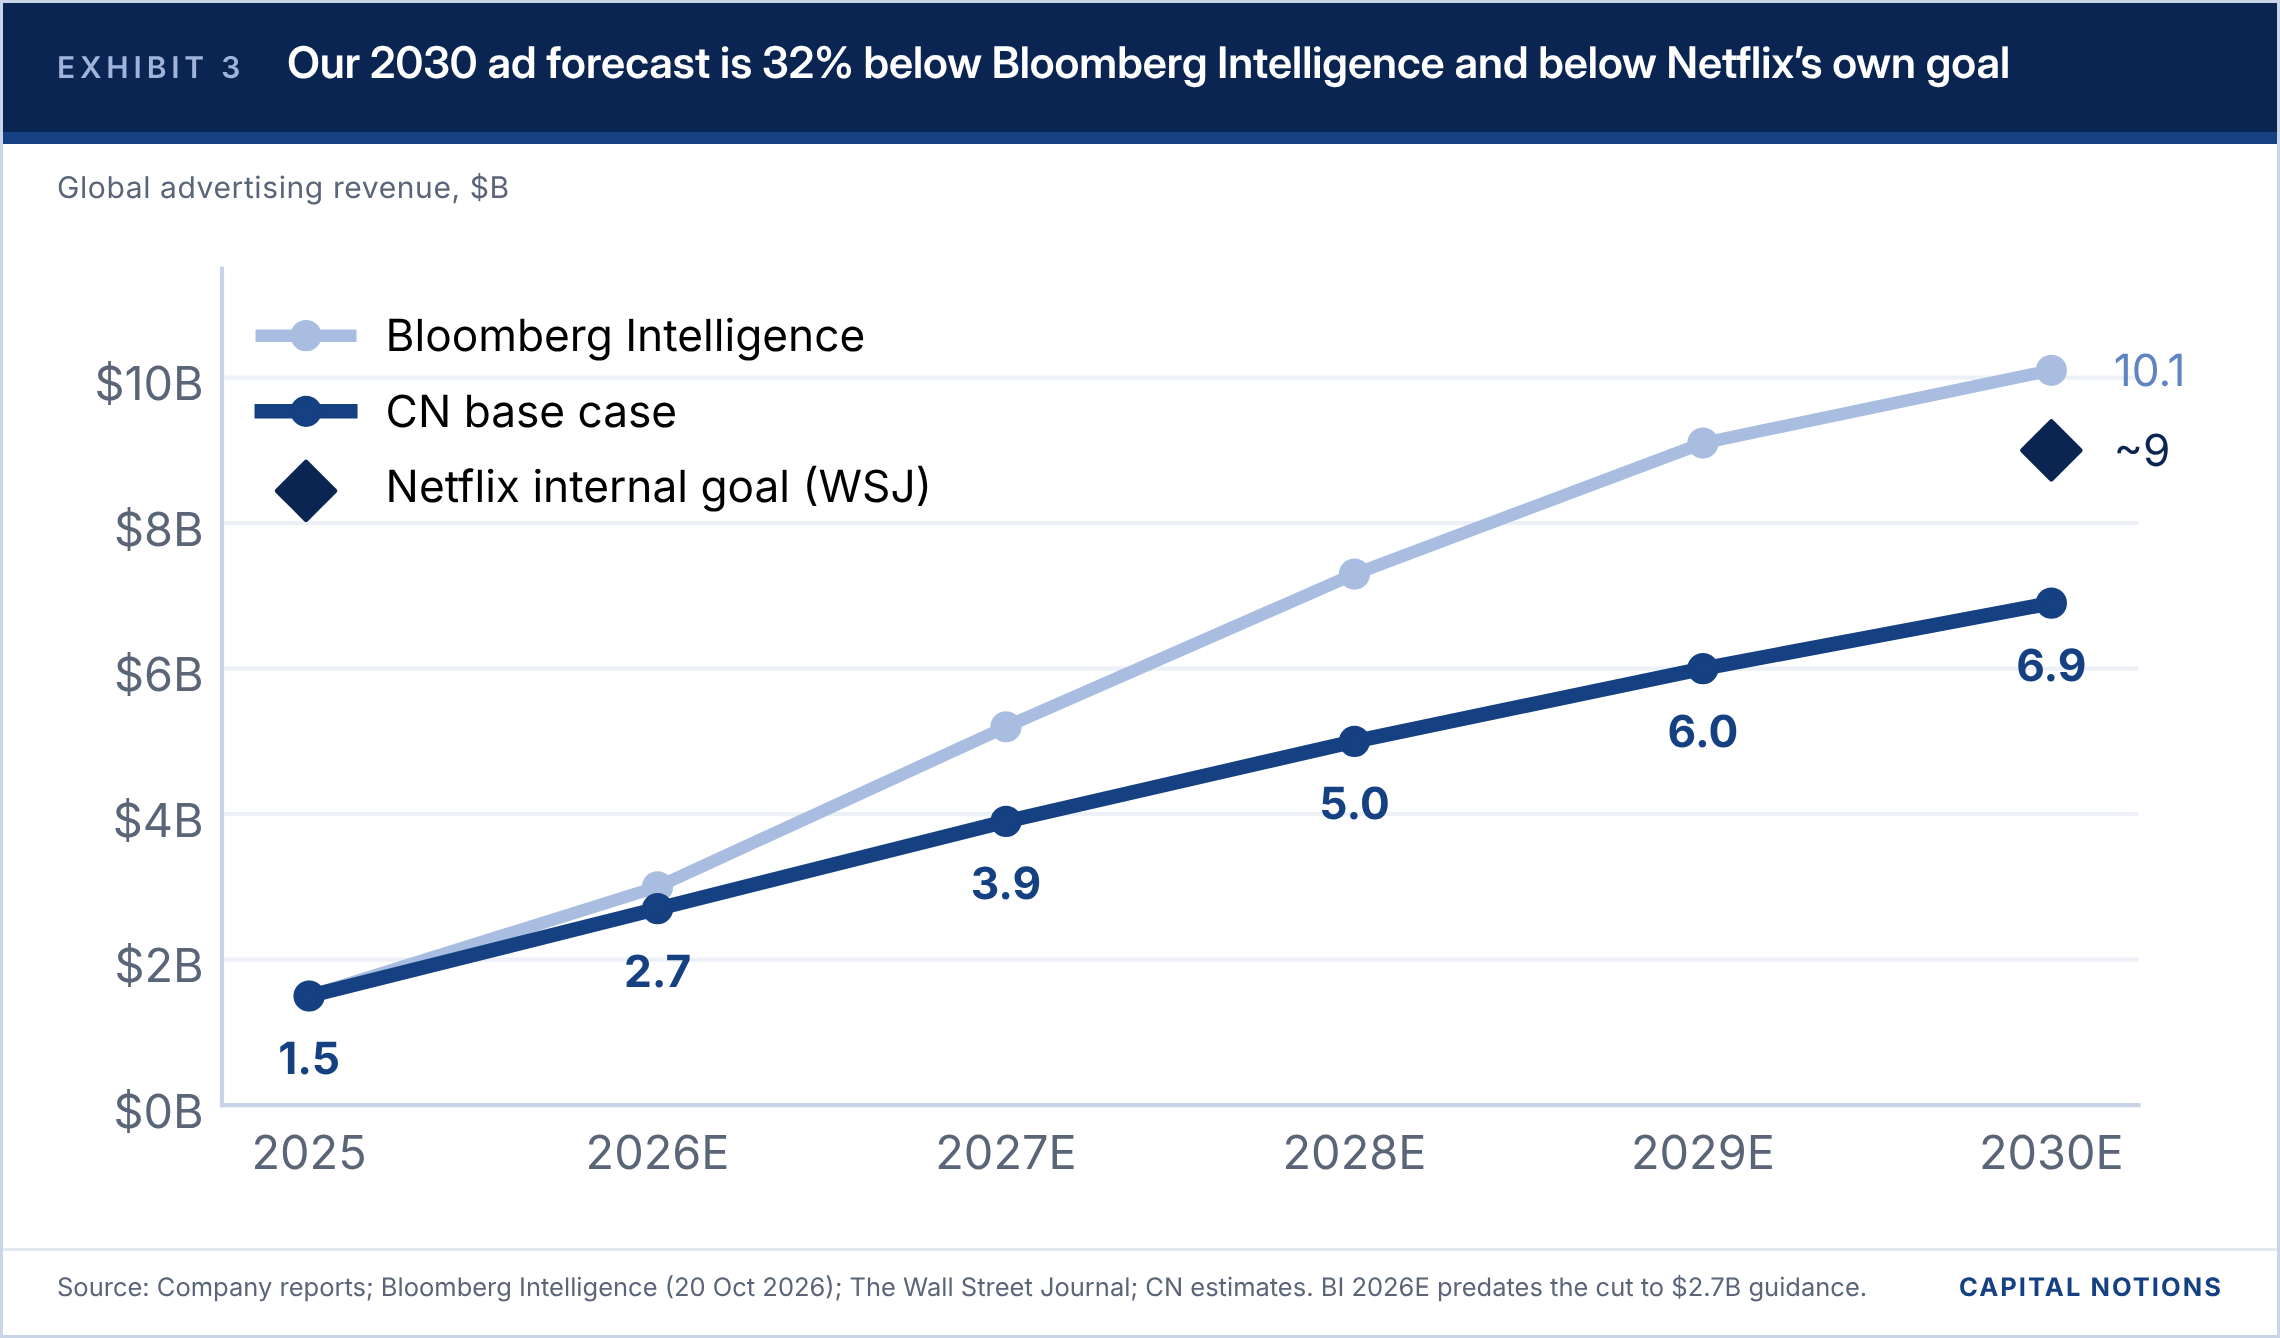 EXHIBIT 3 Our 2030 ad forecast is 32% below Bloomberg Intelligence and below Netflix’s own goal
Global advertising revenue, $B
Bloomberg Intelligence
CN base case
Netflix internal goal (WSJ)
$10B
$8B
$6B
$4B
$2B
$0B
10.1
~9
6.9
6.0
5.0
3.9
2.7
1.5
2025 2026E 2027E 2028E 2029E 2030E
Source: Company reports; Bloomberg Intelligence (20 Oct 2026); The Wall Street Journal; CN estimates. BI 2026E predates the cut to $2.7B guidance. CAPITAL NOTIONS